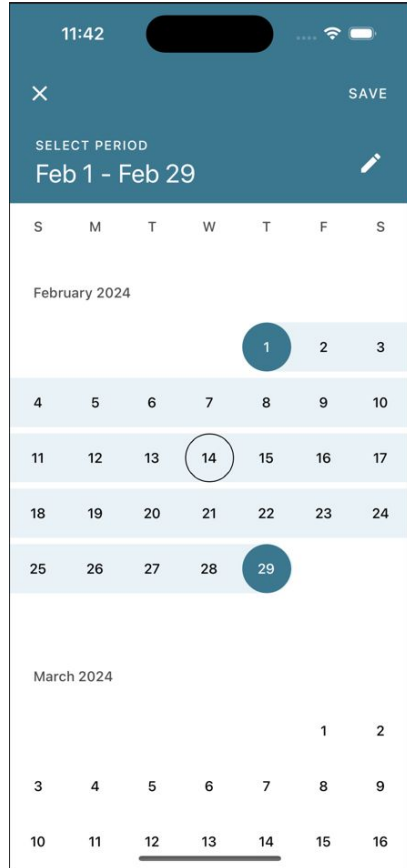 11:42
SAVE
SELECT PERIOD
Feb 1 - Feb 29
S M T W T F S
February 2024
1 2 3
4 5 6 7 8 9 10
11 12 13 14 15 16 17
18 19 20 21 22 23 24
25 26 27 28 29
March 2024
1 2
3 4 5 6 7 8 9
10 11 12 13 14 15 16